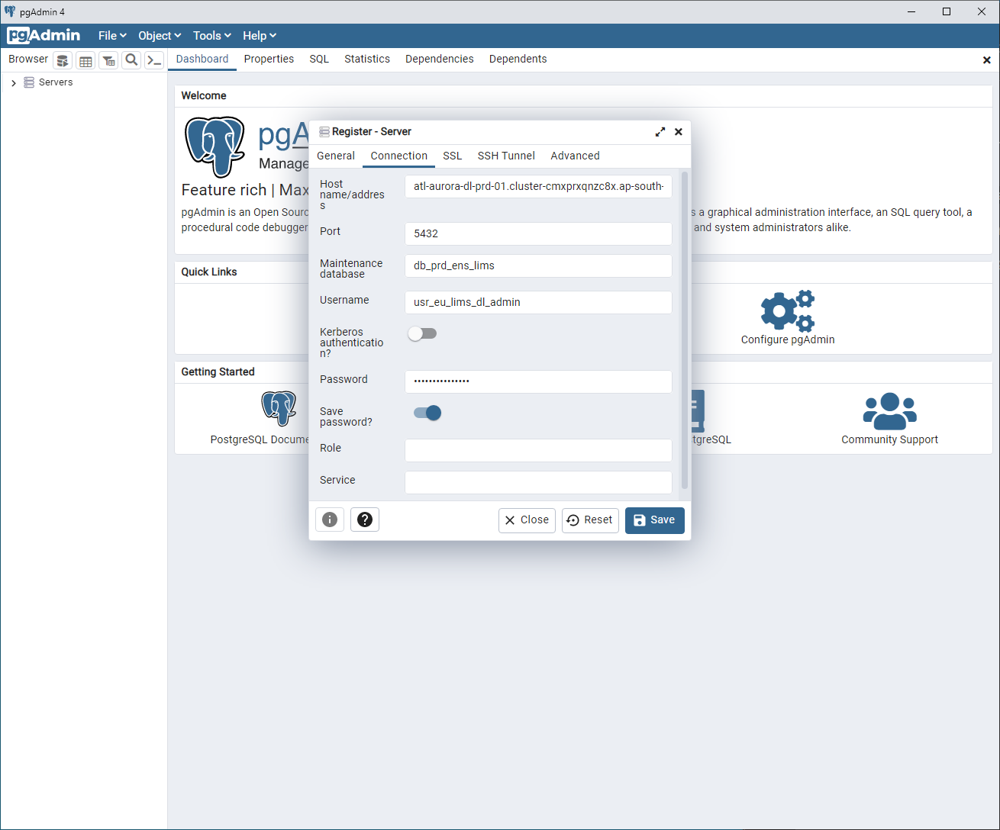 pgAdmin 4
pgAdmin
File
Object
Tools
Help
Browser
Dashboard
Properties
SQL
Statistics
Dependencies
Dependents
Servers
Welcome
pgA
Manage
Feature rich | Max
pgAdmin is an Open Sourc
s a graphical administration interface, an SQL query tool, a
procedural code debugger
and system administrators alike.
Quick Links
Configure pgAdmin
Getting Started
PostgreSQL Docume
tgreSQL
Community Support
Register - Server
General
Connection
SSL
SSH Tunnel
Advanced
Host
name/addres
s
atl-aurora-dl-prd-01.cluster-cmxprxqnzc8x.ap-south-
Port
5432
Maintenance
database
db_prd_ens_lims
Username
usr_eu_lims_dl_admin
Kerberos
authenticatio
n?
Password
•••••••••••••••
Save
password?
Role
Service
Close
Reset
Save